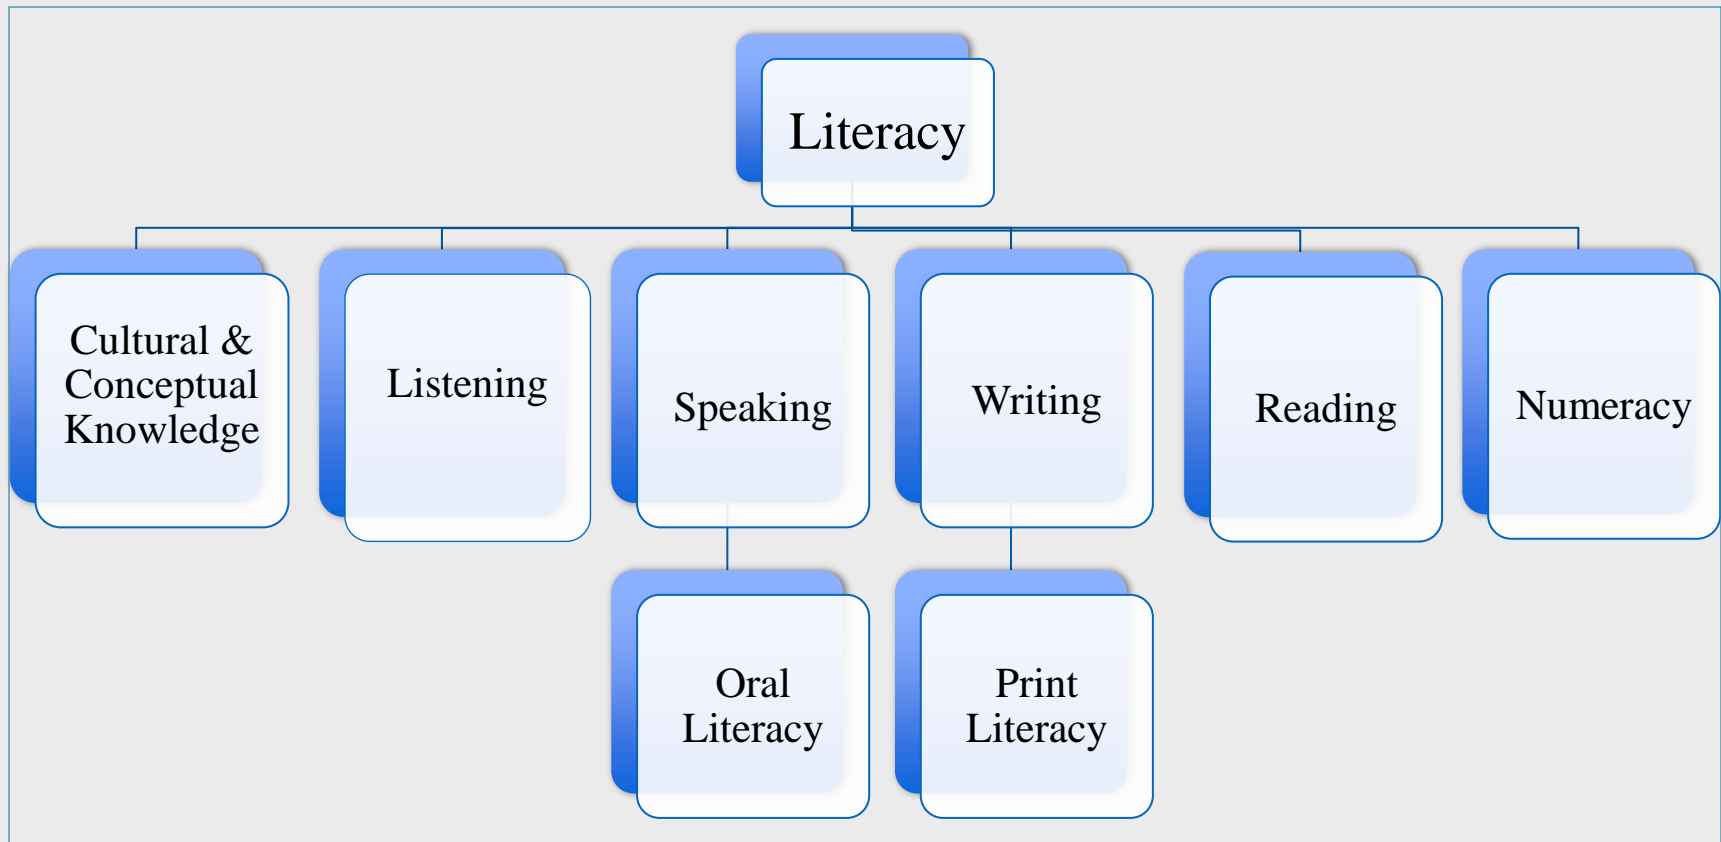 Literacy
Cultural &
Conceptual
Knowledge
Listening
Speaking
Writing
Reading
Numeracy
Oral
Literacy
Print
Literacy